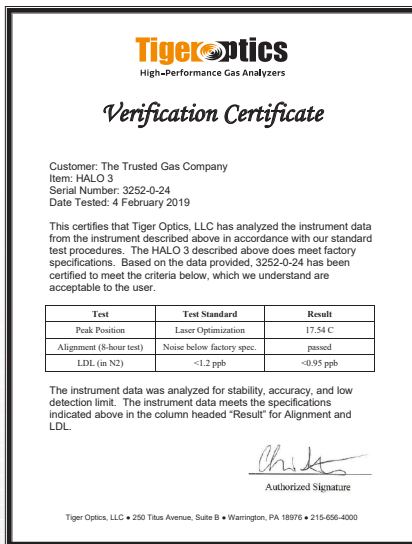 Tigeroptics
High-Performance Gas Analyzers
Verification Certificate
Customer: The Trusted Gas Company
Item: HALO 3
Serial Number: 3252-0-24
Date Tested: 4 February 2019
This certifies that Tiger Optics, LLC has analyzed the instrument data
from the instrument described above in accordance with our standard
test procedures.  The HALO 3 described above does meet factory
specifications.  Based on the data provided, 3252-0-24 has been
certified to meet the criteria below, which we understand are
acceptable to the user.
Test Test Standard Result
Peak Position Laser Optimization 17.54 C
Alignment (8-hour test) Noise below factory spec. passed
LDL (in N2) <1.2 ppb <0.95 ppb
The instrument data was analyzed for stability, accuracy, and low
detection limit.  The instrument data meets the specifications
indicated above in the column headed “Result” for Alignment and
LDL.
Authorized Signature
Tiger Optics, LLC ● 250 Titus Avenue, Suite B ● Warrington, PA 18976 ● 215-656-4000